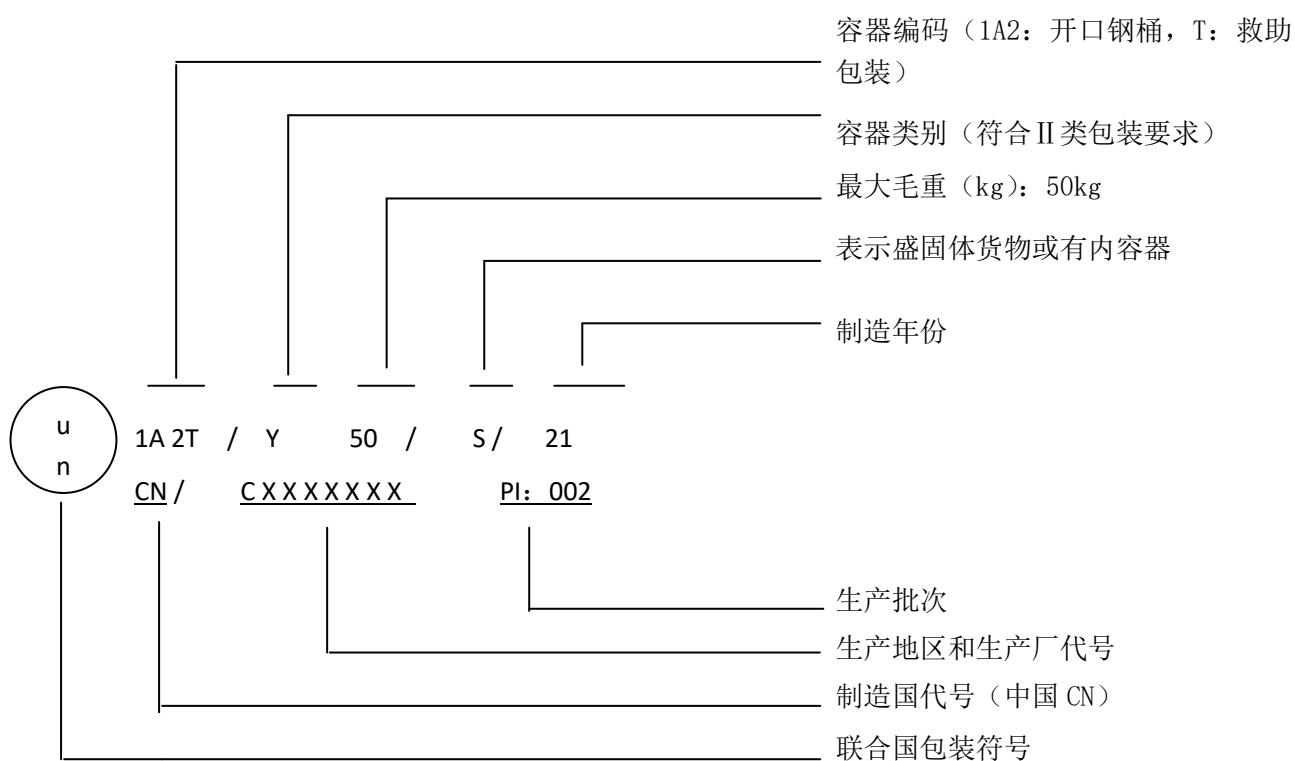 容器编码（1A2：开口钢桶，T：救助
包装）
容器类别（符合Ⅱ类包装要求）
最大毛重（kg）：50kg
表示盛固体货物或有内容器
制造年份
u
n
1A 2T / Y 50 / S / 21
CN / C X X X X X X X PI：002
生产批次
生产地区和生产厂代号
制造国代号（中国 CN）
联合国包装符号